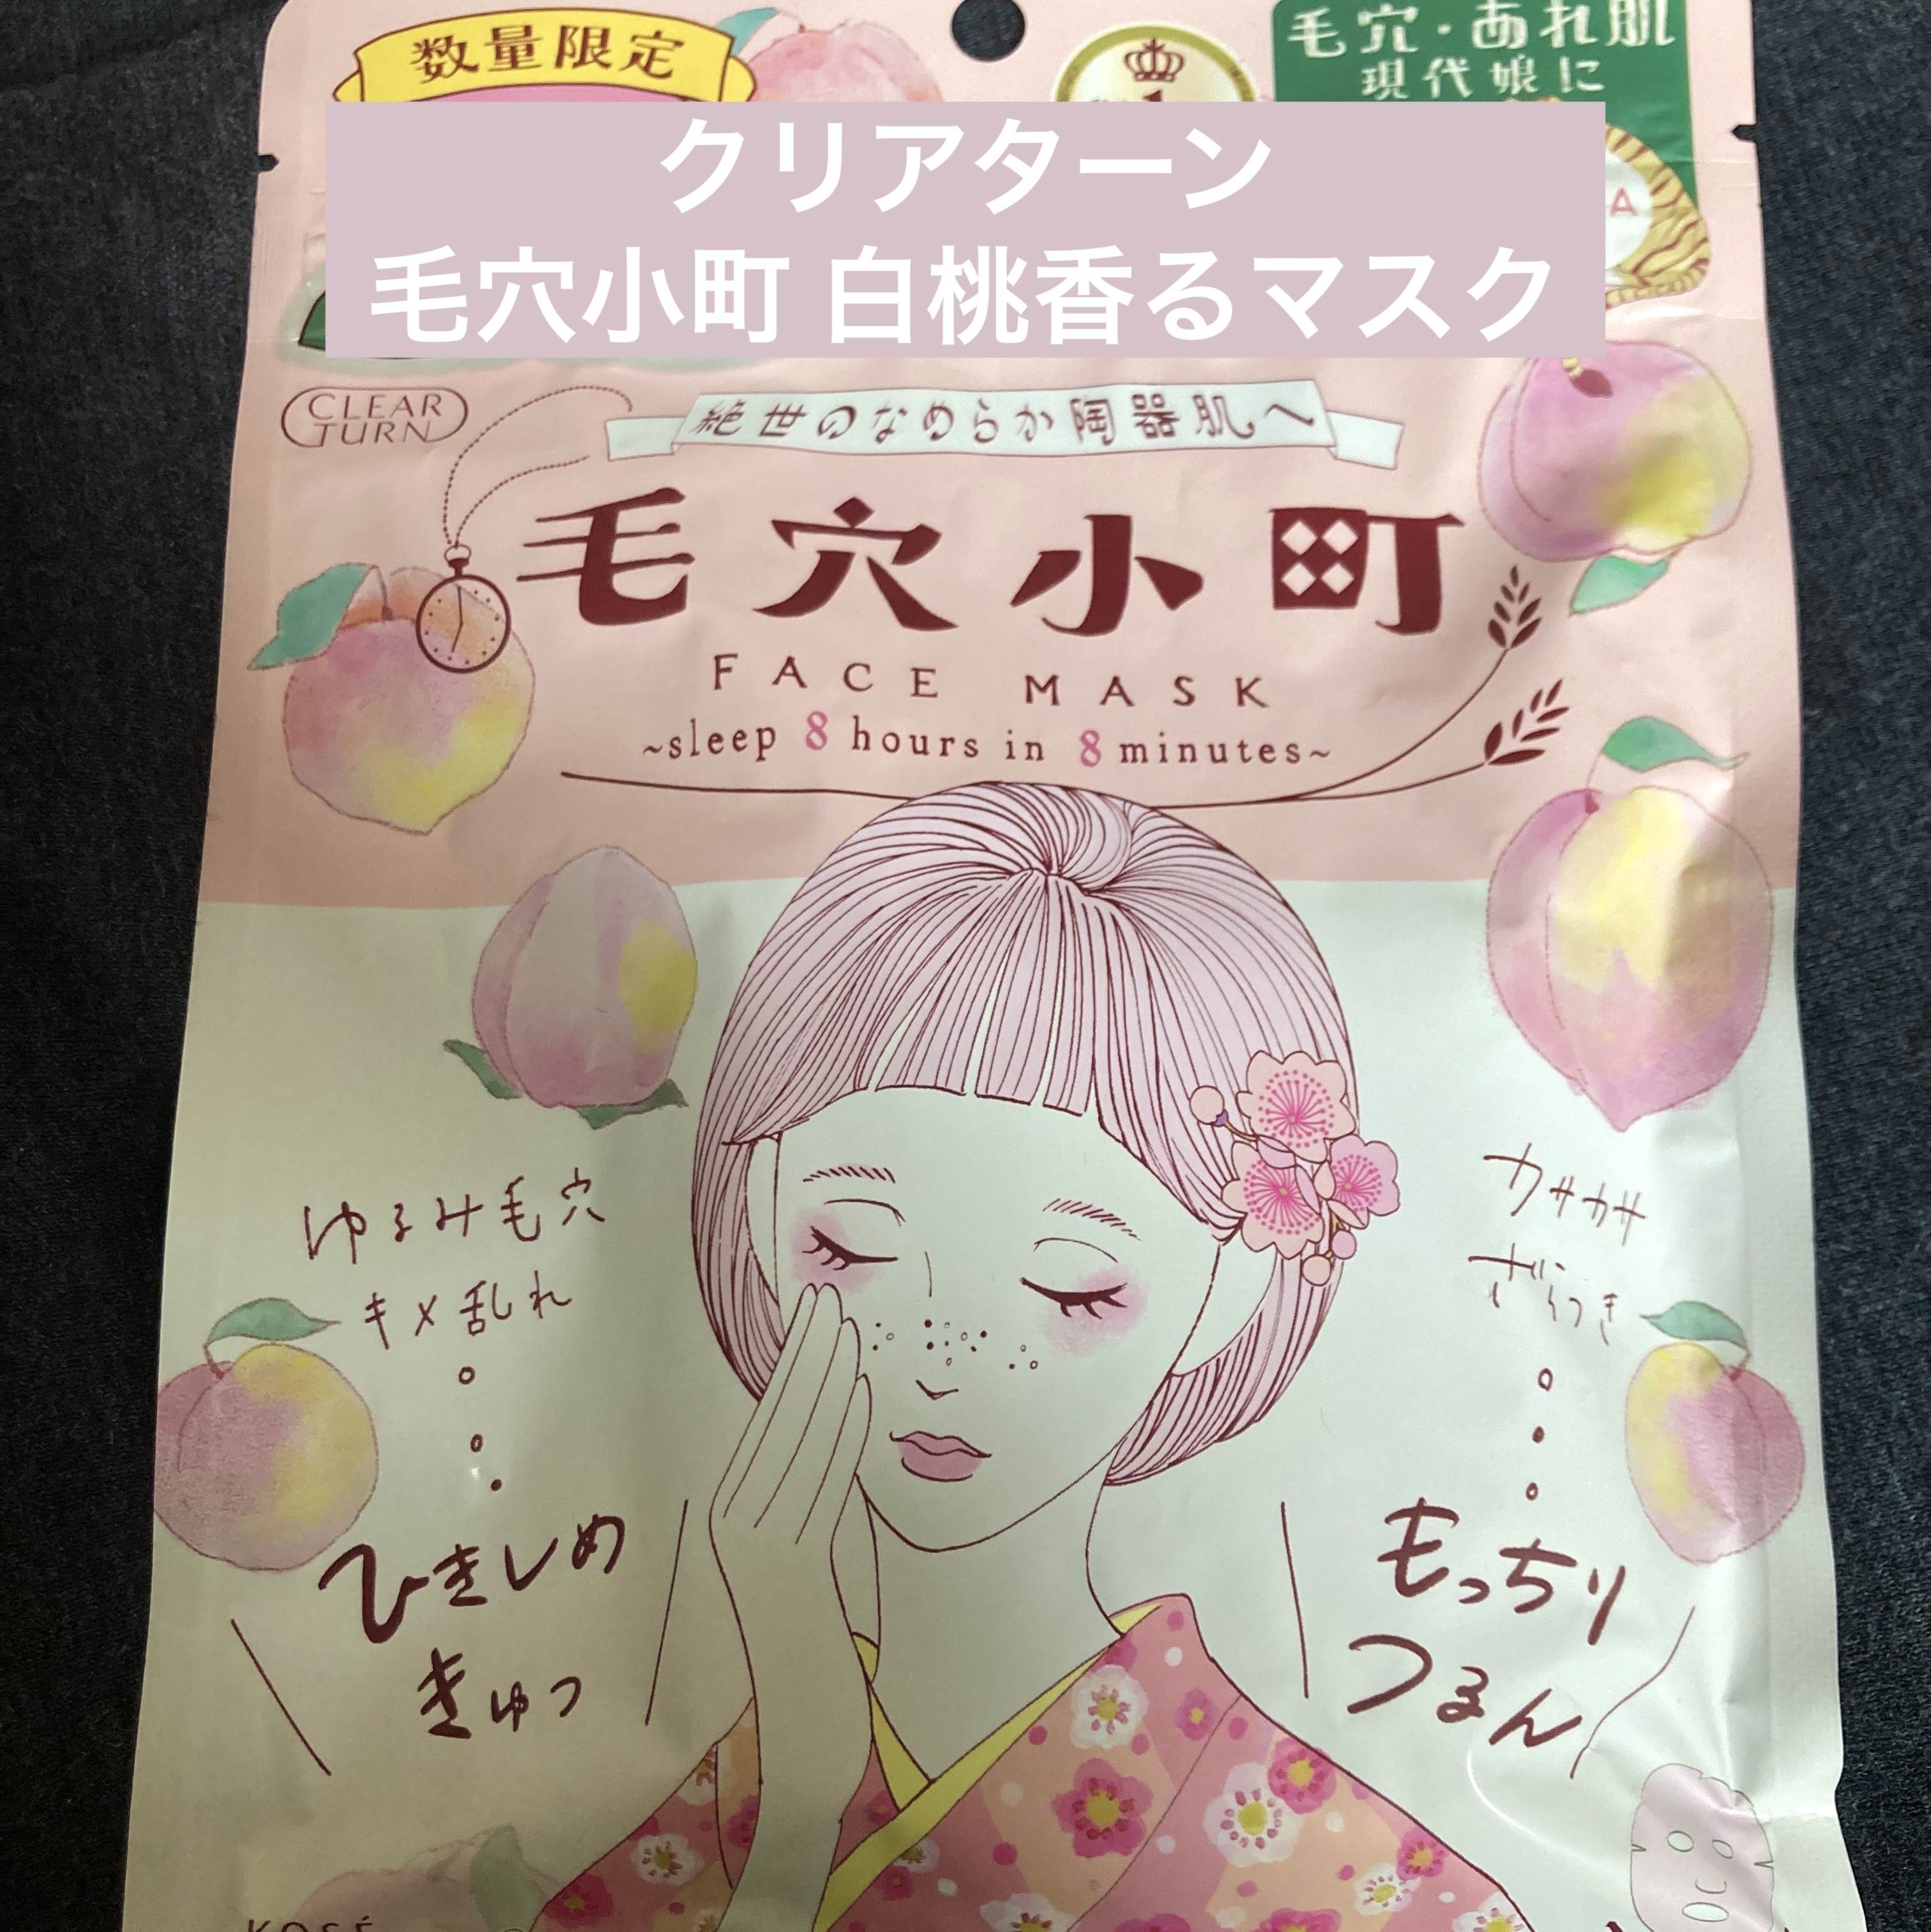 数量限定
毛穴・あれ肌
現代娘に
クリアターン
毛穴小町 白桃香るマスク
CLEAR
TURN
絶世のなめらか陶器肌へ
毛穴小町
FACE MASK
~sleep 8 hours in 8 minutes~
ゆるみ毛穴
キメ乱れ
ひきしめ
きゅっ
カサカサ
ざらつき
もっちり
つるん
KOSÉ